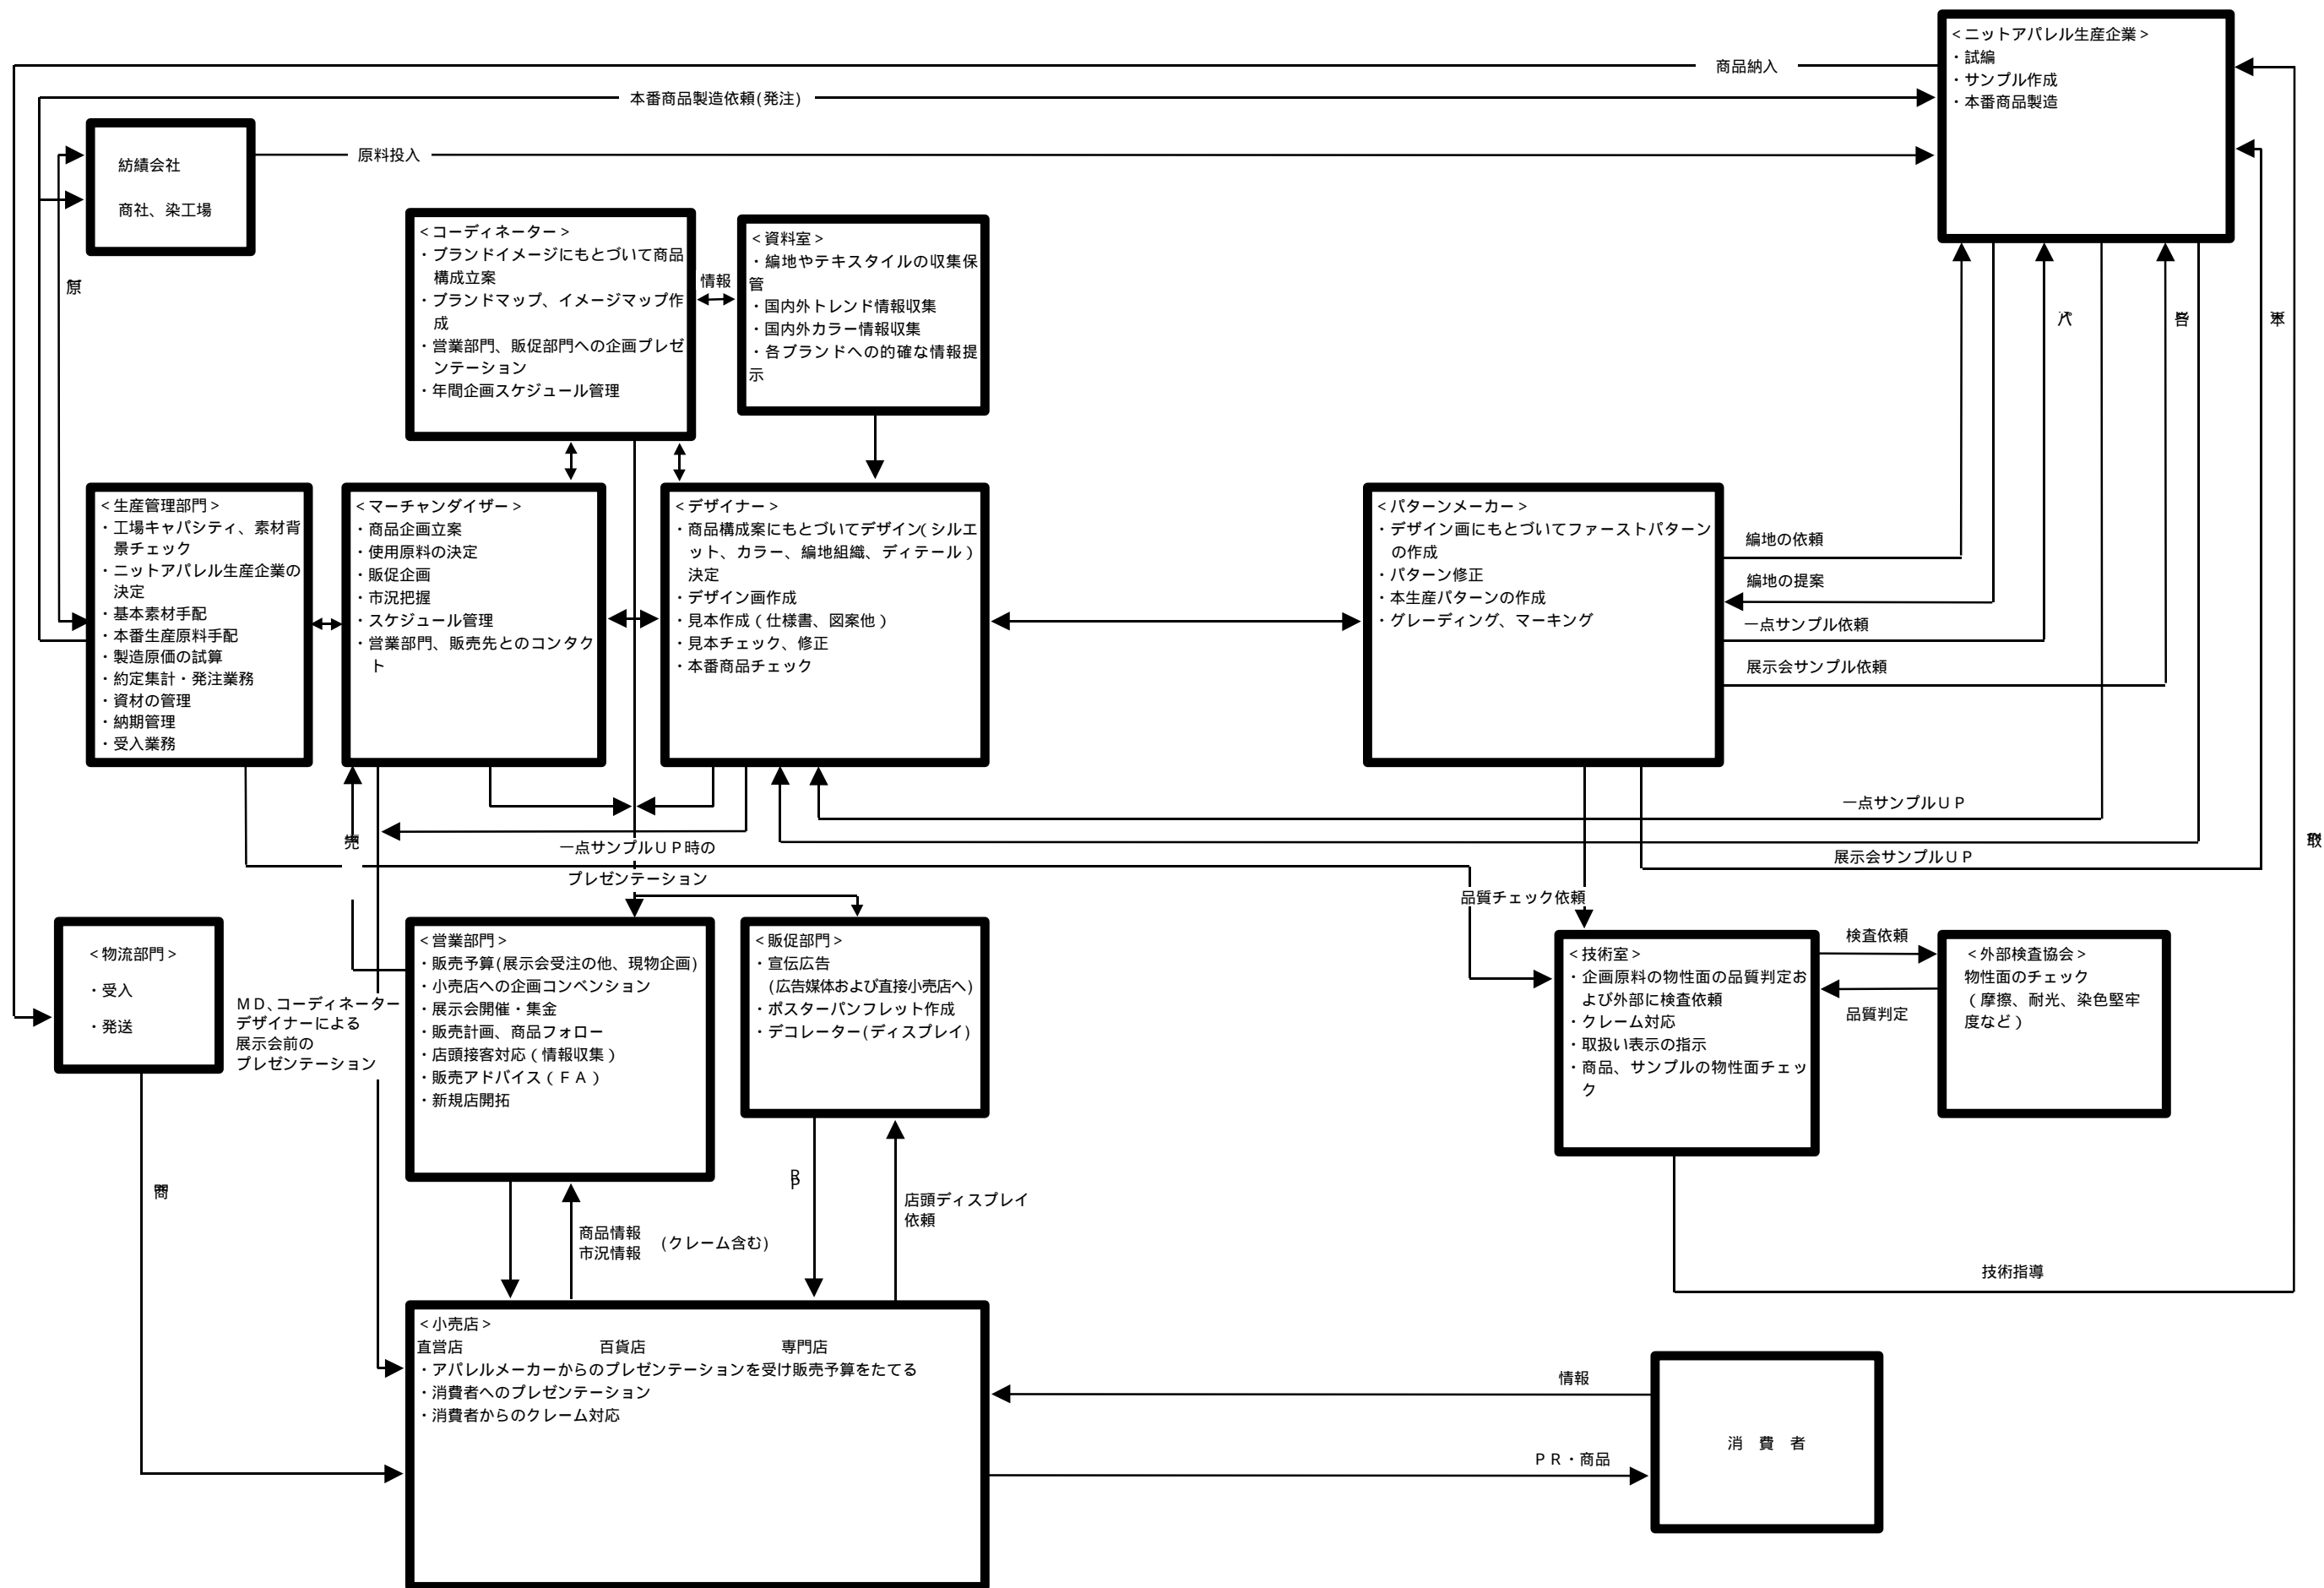 ＜ニットアパレル生産企業＞
・試編
・サンプル作成
・本番商品製造
商品納入
本番商品製造依頼(発注)
紡績会社
商社、染工場
原料投入
＜コーディネーター＞
・ブランドイメージにもとづいて商品
構成立案
・ブランドマップ、イメージマップ作
成
・営業部門、販促部門への企画プレゼ
ンテーション
・年間企画スケジュール管理
情報
＜資料室＞
・編地やテキスタイルの収集保
管
・国内外トレンド情報収集
・国内外カラー情報収集
・各ブランドへの的確な情報提
示
＜生産管理部門＞
・工場キャパシティ、素材背
景チェック
・ニットアパレル生産企業の
決定
・基本素材手配
・本番生産原料手配
・製造原価の試算
・約定集計・発注業務
・資材の管理
・納期管理
・受入業務
＜マーチャンダイザー＞
・商品企画立案
・使用原料の決定
・販促企画
・市況把握
・スケジュール管理
・営業部門、販売先とのコンタク
ト
＜デザイナー＞
・商品構成案にもとづいてデザイン(シルエ
ット、カラー、編地組織、ディテール）
決定
・デザイン画作成
・見本作成（仕様書、図案他）
・見本チェック、修正
・本番商品チェック
＜パターンメーカー＞
・デザイン画にもとづいてファーストパターン
の作成
・パターン修正
・本生産パターンの作成
・グレーディング、マーキング
編地の依頼
編地の提案
一点サンプル依頼
展示会サンプル依頼
一点サンプルＵＰ
展示会サンプルＵＰ
一点サンプルＵＰ時の
プレゼンテーション
品質チェック依頼
＜物流部門＞
・受入
・発送
ＭＤ、コーディネーター
デザイナーによる
展示会前の
プレゼンテーション
＜営業部門＞
・販売予算(展示会受注の他、現物企画)
・小売店への企画コンベンション
・展示会開催・集金
・販売計画、商品フォロー
・店頭接客対応（情報収集）
・販売アドバイス（ＦＡ）
・新規店開拓
＜販促部門＞
・宣伝広告
(広告媒体および直接小売店へ)
・ポスターパンフレット作成
・デコレーター(ディスプレイ)
＜技術室＞
・企画原料の物性面の品質判定お
よび外部に検査依頼
・クレーム対応
・取扱い表示の指示
・商品、サンプルの物性面チェッ
ク
検査依頼
品質判定
＜外部検査協会＞
物性面のチェック
（摩擦、耐光、染色堅牢
度など）
商品情報
市況情報
(クレーム含む)
店頭ディスプレイ
依頼
技術指導
＜小売店＞
直営店　百貨店　専門店
・アパレルメーカーからのプレゼンテーションを受け販売予算をたてる
・消費者へのプレゼンテーション
・消費者からのクレーム対応
情報
ＰＲ・商品
消　費　者